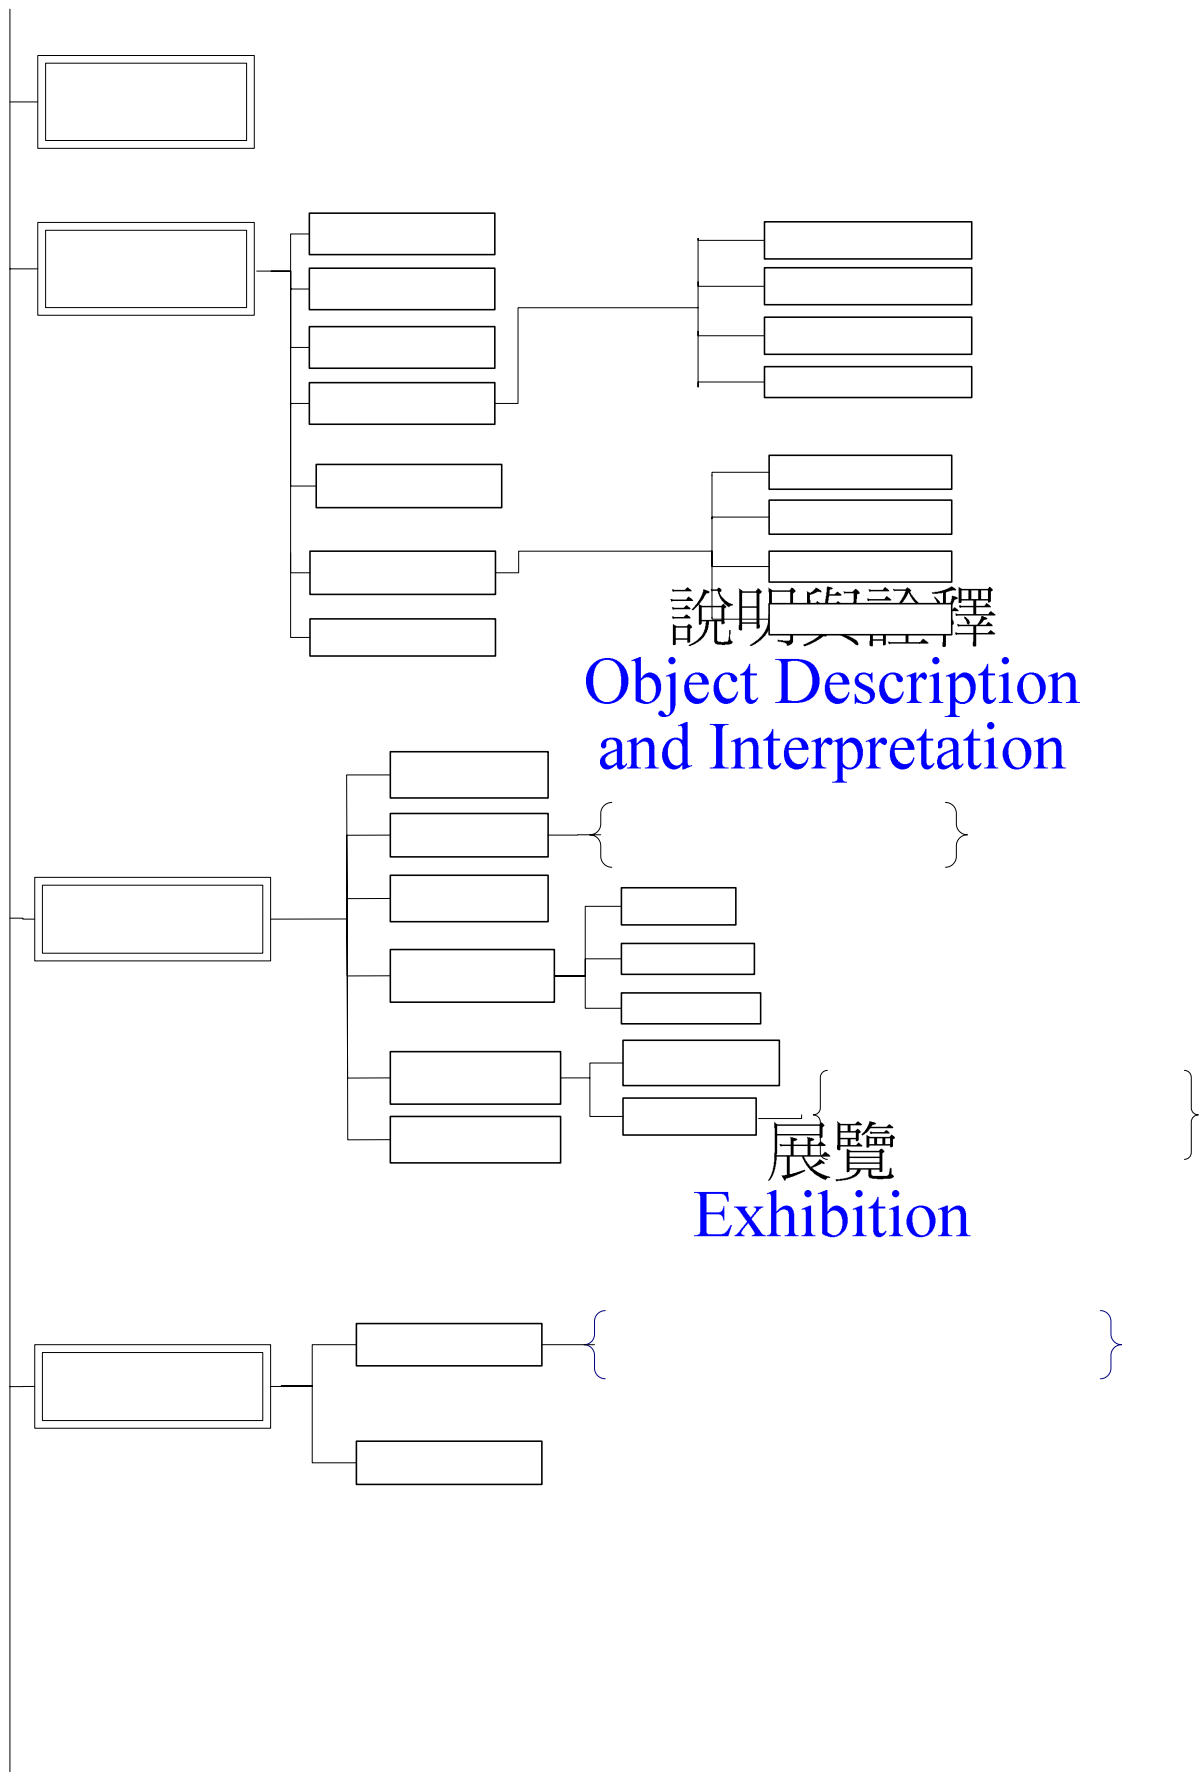 說明與詮釋
Object Description
and Interpretation
展覽
Exhibition